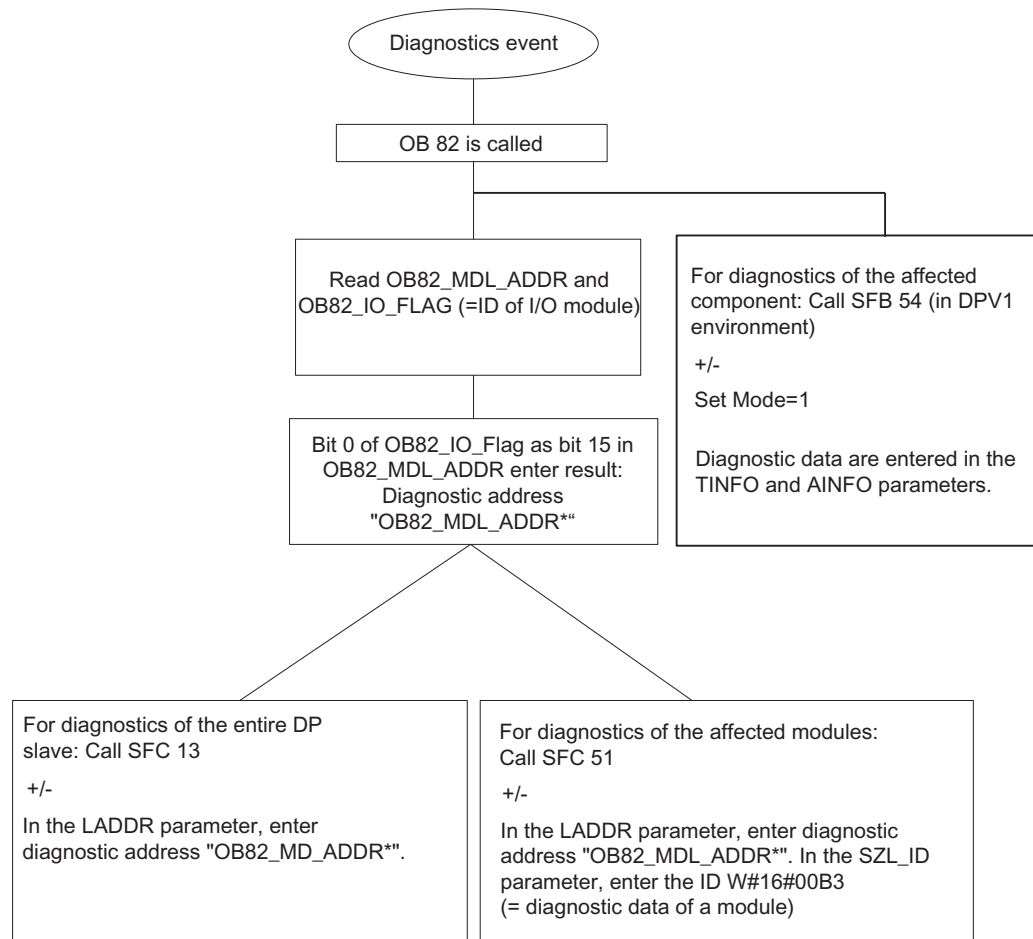 Diagnostics event
OB 82 is called
Read OB82_MDL_ADDR and
OB82_IO_FLAG (=ID of I/O module)
For diagnostics of the affected
component: Call SFB 54 (in DPV1
environment)
+/-
Set Mode=1
Diagnostic data are entered in the
TINFO and AINFO parameters.
Bit 0 of OB82_IO_Flag as bit 15 in
OB82_MDL_ADDR enter result:
Diagnostic address
"OB82_MDL_ADDR*“
For diagnostics of the entire DP
slave: Call SFC 13
+/-
In the LADDR parameter, enter
diagnostic address "OB82_MD_ADDR*".
For diagnostics of the affected modules:
Call SFC 51
+/-
In the LADDR parameter, enter diagnostic
address "OB82_MDL_ADDR*". In the SZL_ID
parameter, enter the ID W#16#00B3
(= diagnostic data of a module)